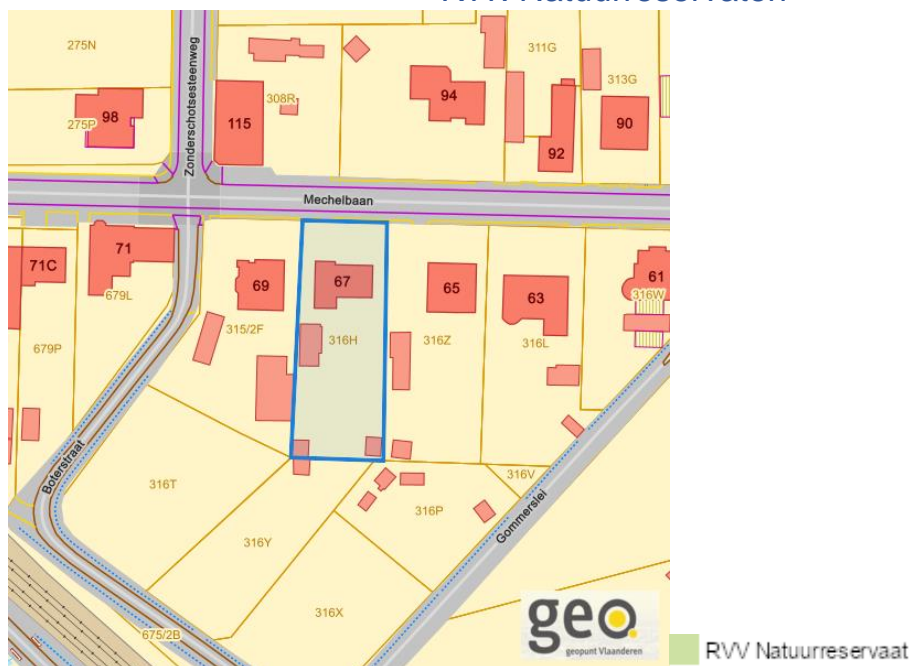 RVV Natuurreservaten
275N
311G
313G
94
308R
275P
98
115
92
90
Zonderschotsesteenweg
Mechelbaan
71C
71
69
67
65
63
61
316W
679L
315/2F
316H
316Z
316L
679P
Boterstraat
316T
316V
316P
Gommerslei
316Y
316X
675/2B
geo
geopunt Vlaanderen
RVV Natuurreservaat